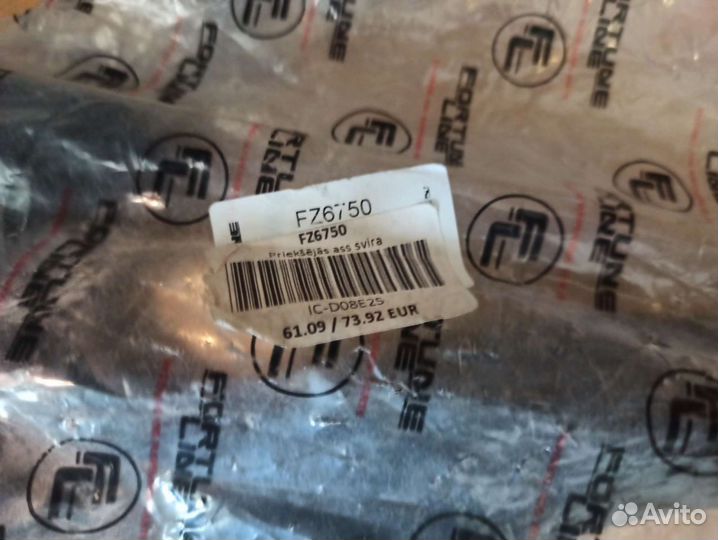 FORTUNE
LINE
FORTUNE
LINE
FORTUNE
LINE
FZ6750
FZ6750
Priekšējās ass svira
IC-D08E25
61.09 / 73.92 EUR
FORTUNE
LINE
FORTUNE
LINE
Avito